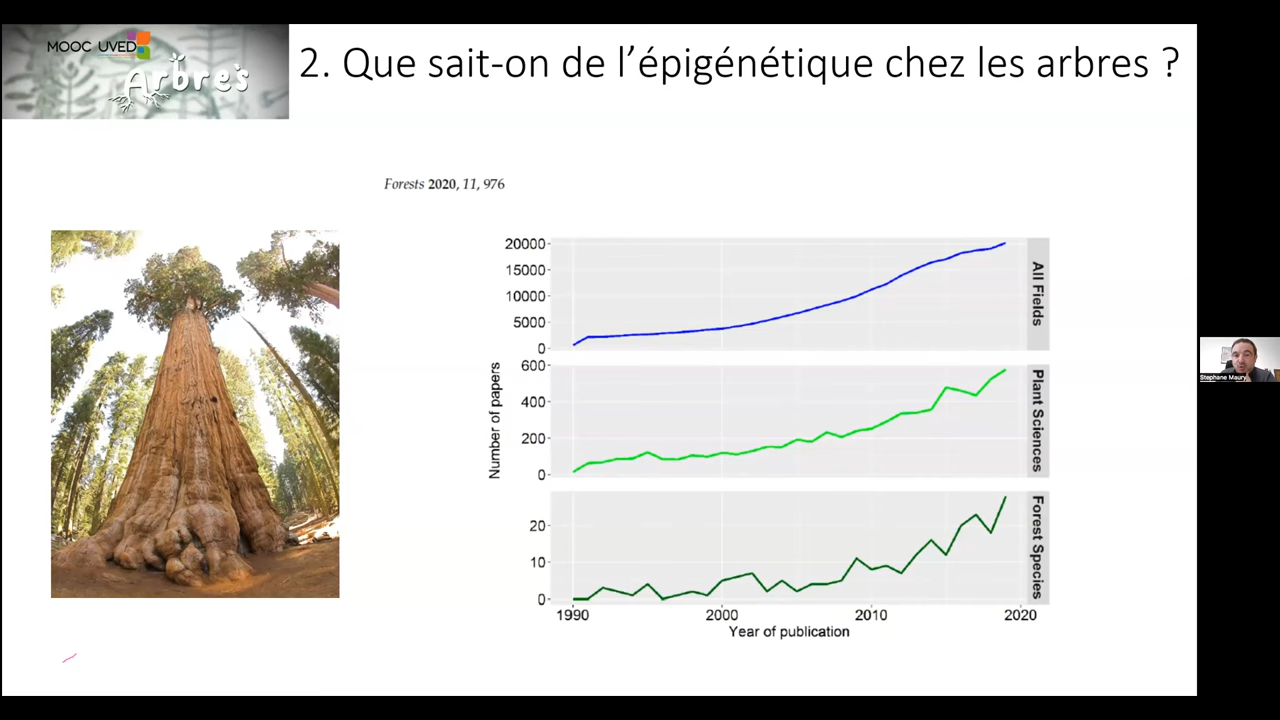 MOOC UVED
Arbres
2. Que sait-on de l'épigénétique chez les arbres ?
Forests 2020, 11, 976
Number of papers
20000
15000
10000
5000
0
All Fields
600
400
200
0
Plant Sciences
20
10
0
Forest Species
1990 2000 2010 2020
Year of publication
Stephane Maury